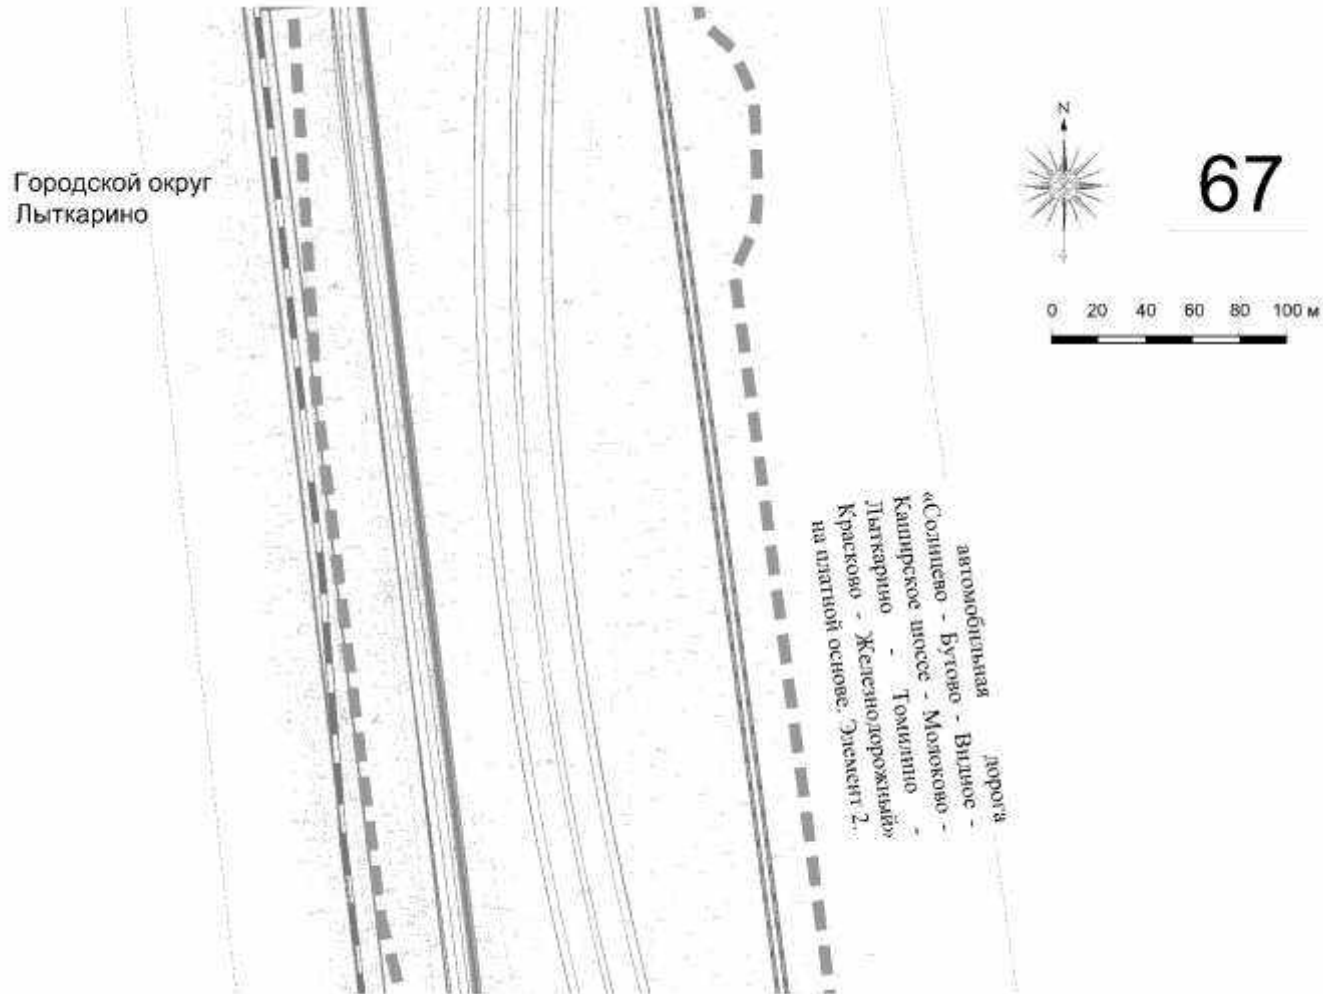 Городской округ
Лыткарино
N
67
0 20 40 60 80 100 м
автомобильная дорога
«Солнцево - Бутово - Видное -
Каширское шоссе - Молоково -
Лыткарино - Томилино -
Красково - Железнодорожный»
на платной основе. Элемент 2.